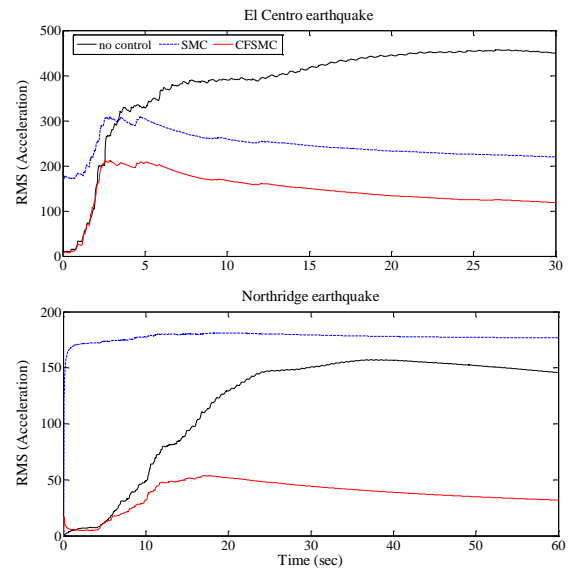 El Centro earthquake
500
400
300
200
100
0
RMS (Acceleration)
no control SMC CFSMC
0 5 10 15 20 25 30
Northridge earthquake
200
150
100
50
0
RMS (Acceleration)
0 10 20 30 40 50 60
Time (sec)